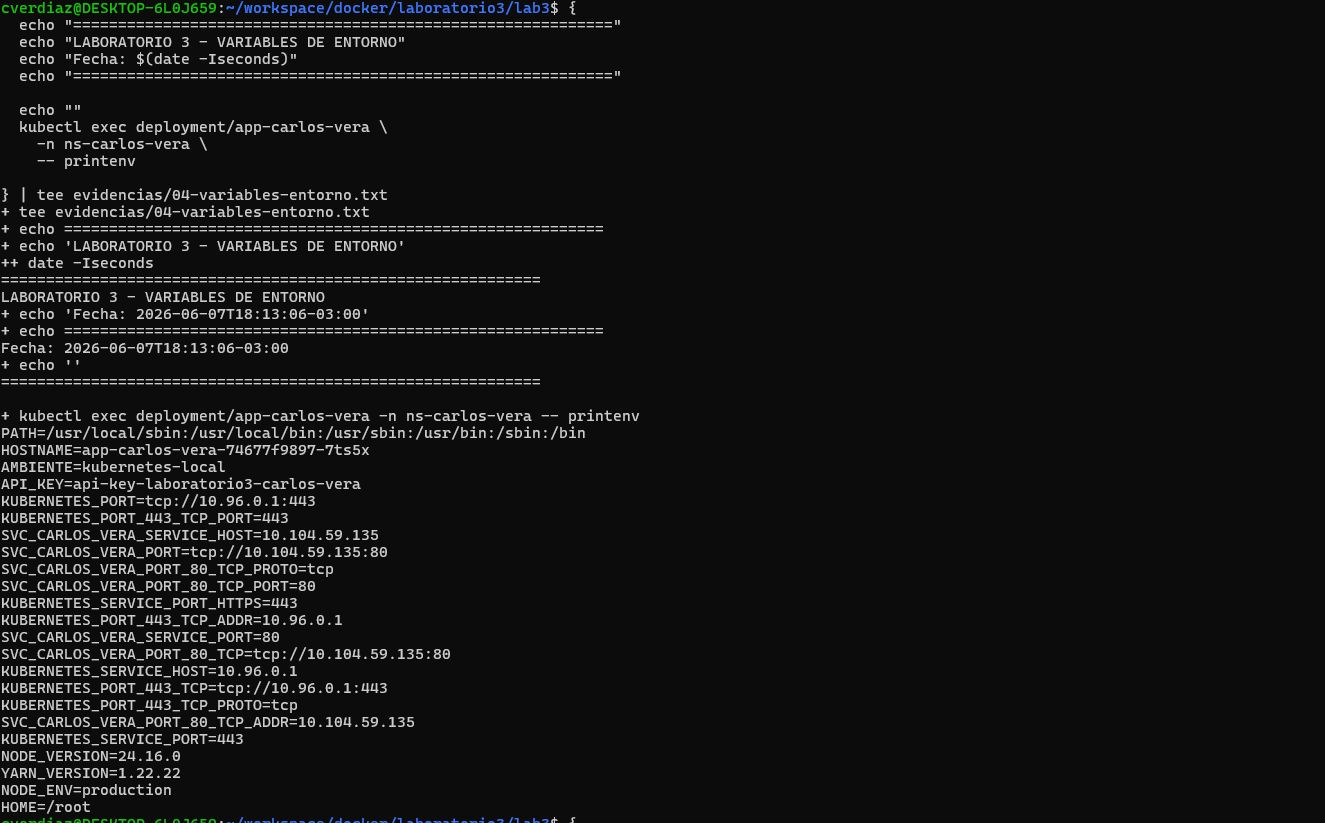 cverdiaz@DESKTOP-6L0J659:~/workspace/docker/laboratorio3/lab3$ {
  echo "============================================================"
  echo "LABORATORIO 3 - VARIABLES DE ENTORNO"
  echo "Fecha: $(date -Iseconds)"
  echo "============================================================"

  echo ""
  kubectl exec deployment/app-carlos-vera \
    -n ns-carlos-vera \
    -- printenv

} | tee evidencias/04-variables-entorno.txt
+ tee evidencias/04-variables-entorno.txt
+ echo ============================================================
+ echo 'LABORATORIO 3 - VARIABLES DE ENTORNO'
++ date -Iseconds
============================================================
LABORATORIO 3 - VARIABLES DE ENTORNO
+ echo 'Fecha: 2026-06-07T18:13:06-03:00'
+ echo ============================================================
Fecha: 2026-06-07T18:13:06-03:00
+ echo ''
============================================================

+ kubectl exec deployment/app-carlos-vera -n ns-carlos-vera -- printenv
PATH=/usr/local/sbin:/usr/local/bin:/usr/sbin:/usr/bin:/sbin:/bin
HOSTNAME=app-carlos-vera-74677f9897-7ts5x
AMBIENTE=kubernetes-local
API_KEY=api-key-laboratorio3-carlos-vera
KUBERNETES_PORT=tcp://10.96.0.1:443
KUBERNETES_PORT_443_TCP_PORT=443
SVC_CARLOS_VERA_SERVICE_HOST=10.104.59.135
SVC_CARLOS_VERA_PORT=tcp://10.104.59.135:80
SVC_CARLOS_VERA_PORT_80_TCP_PROTO=tcp
SVC_CARLOS_VERA_PORT_80_TCP_PORT=80
KUBERNETES_SERVICE_PORT_HTTPS=443
KUBERNETES_PORT_443_TCP_ADDR=10.96.0.1
SVC_CARLOS_VERA_SERVICE_PORT=80
SVC_CARLOS_VERA_PORT_80_TCP=tcp://10.104.59.135:80
KUBERNETES_SERVICE_HOST=10.96.0.1
KUBERNETES_PORT_443_TCP=tcp://10.96.0.1:443
KUBERNETES_PORT_443_TCP_PROTO=tcp
SVC_CARLOS_VERA_PORT_80_TCP_ADDR=10.104.59.135
KUBERNETES_SERVICE_PORT=443
NODE_VERSION=24.16.0
YARN_VERSION=1.22.22
NODE_ENV=production
HOME=/root
cverdiaz@DESKTOP-6L0J659:~/workspace/docker/laboratorio3/lab3$ {